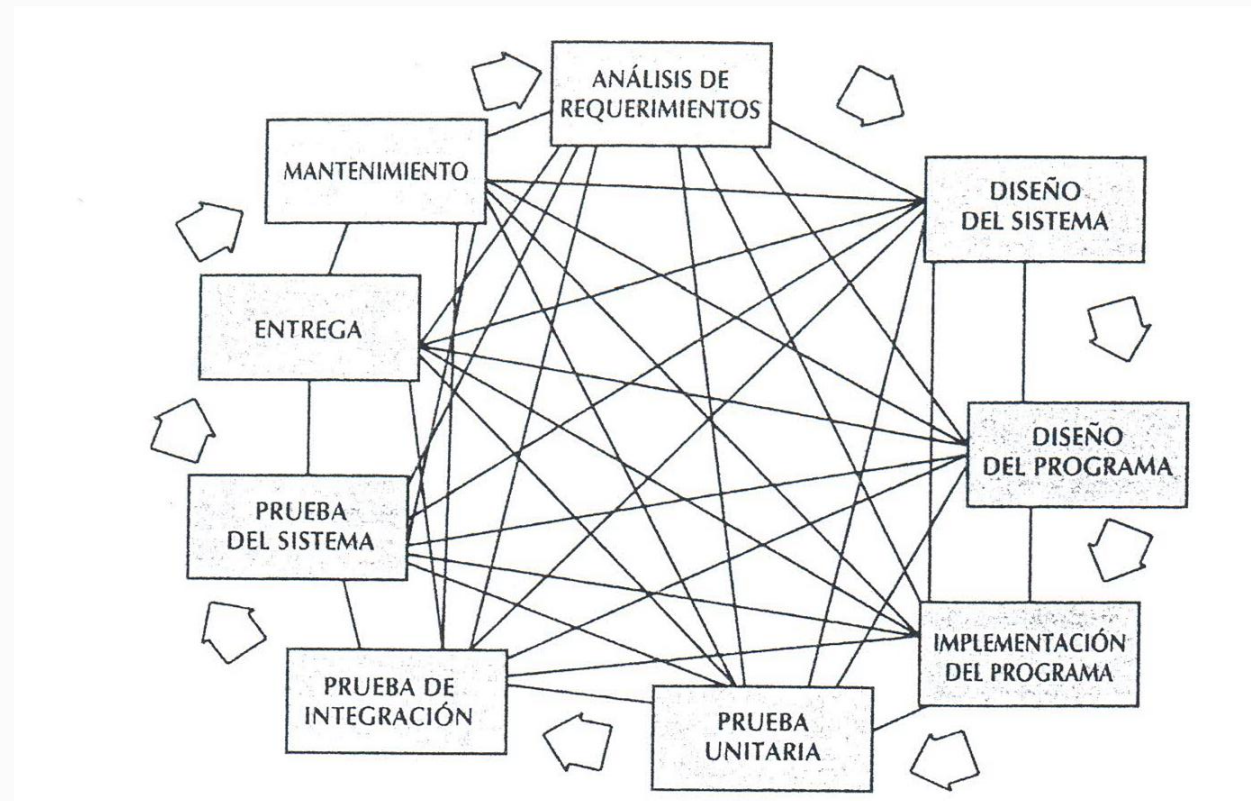 ANÁLISIS DE
REQUERIMIENTOS
MANTENIMIENTO
DISEÑO
DEL SISTEMA
ENTREGA
DISEÑO
DEL PROGRAMA
PRUEBA
DEL SISTEMA
IMPLEMENTACIÓN
DEL PROGRAMA
PRUEBA DE
INTEGRACIÓN
PRUEBA
UNITARIA